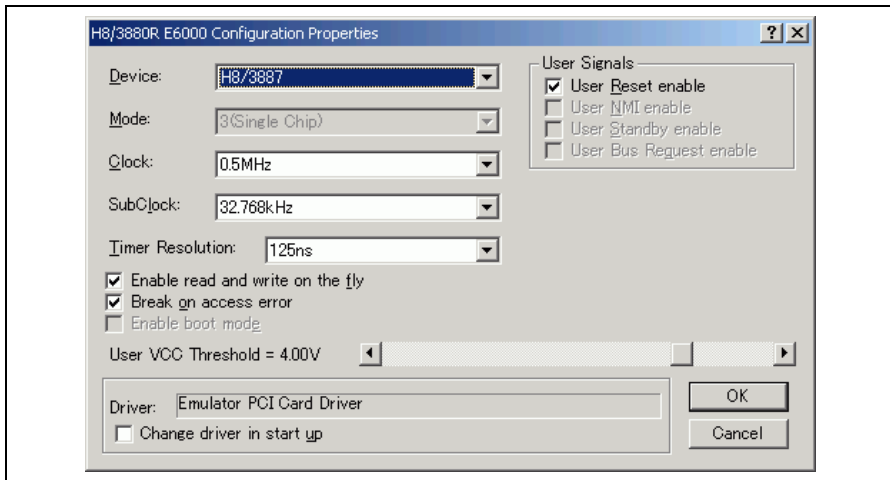 H8/3880R E6000 Configuration Properties
Device: H8/3887
Mode: 3(Single Chip)
Clock: 0.5MHz
SubClock: 32.768kHz
Timer Resolution: 125ns
Enable read and write on the fly
Break on access error
Enable boot mode
User Signals
User Reset enable
User NMI enable
User Standby enable
User Bus Request enable
User VCC Threshold = 4.00V
Driver: Emulator PCI Card Driver
Change driver in start up
OK
Cancel